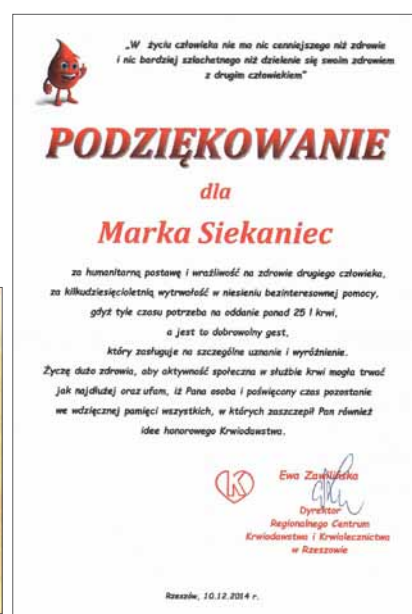 „W życiu człowieka nie ma nic cenniejszego niż zdrowie
i nic bardziej szlachetnego niż dzielenie się swoim zdrowiem
z drugim człowiekiem”
PODZIĘKOWANIE
dla
Marka Siekaniec
za humanitarną postawę i wrażliwość na zdrowie drugiego człowieka,
za kilkudziesięcioletnią wytrwałość w niesieniu bezinteresownej pomocy,
gdyż tyle czasu potrzeba na oddanie ponad 25 l krwi,
a jest to dobrowolny gest,
który zasługuje na szczególne uznanie i wyróżnienie.
Życzę dużo zdrowia, aby aktywność społeczna w służbie krwi mogła trwać
jak najdłużej oraz ufam, iż Pana osoba i poświęcony czas pozostanie
we wdzięcznej pamięci wszystkich, w których zaszczepił Pan również
idee honorowego Krwiodawstwa.
Ewa Zawilińska
Dyrektor
Regionalnego Centrum
Krwiodawstwa i Krwiolecznictwa
w Rzeszowie
Rzeszów, 10.12.2014 r.